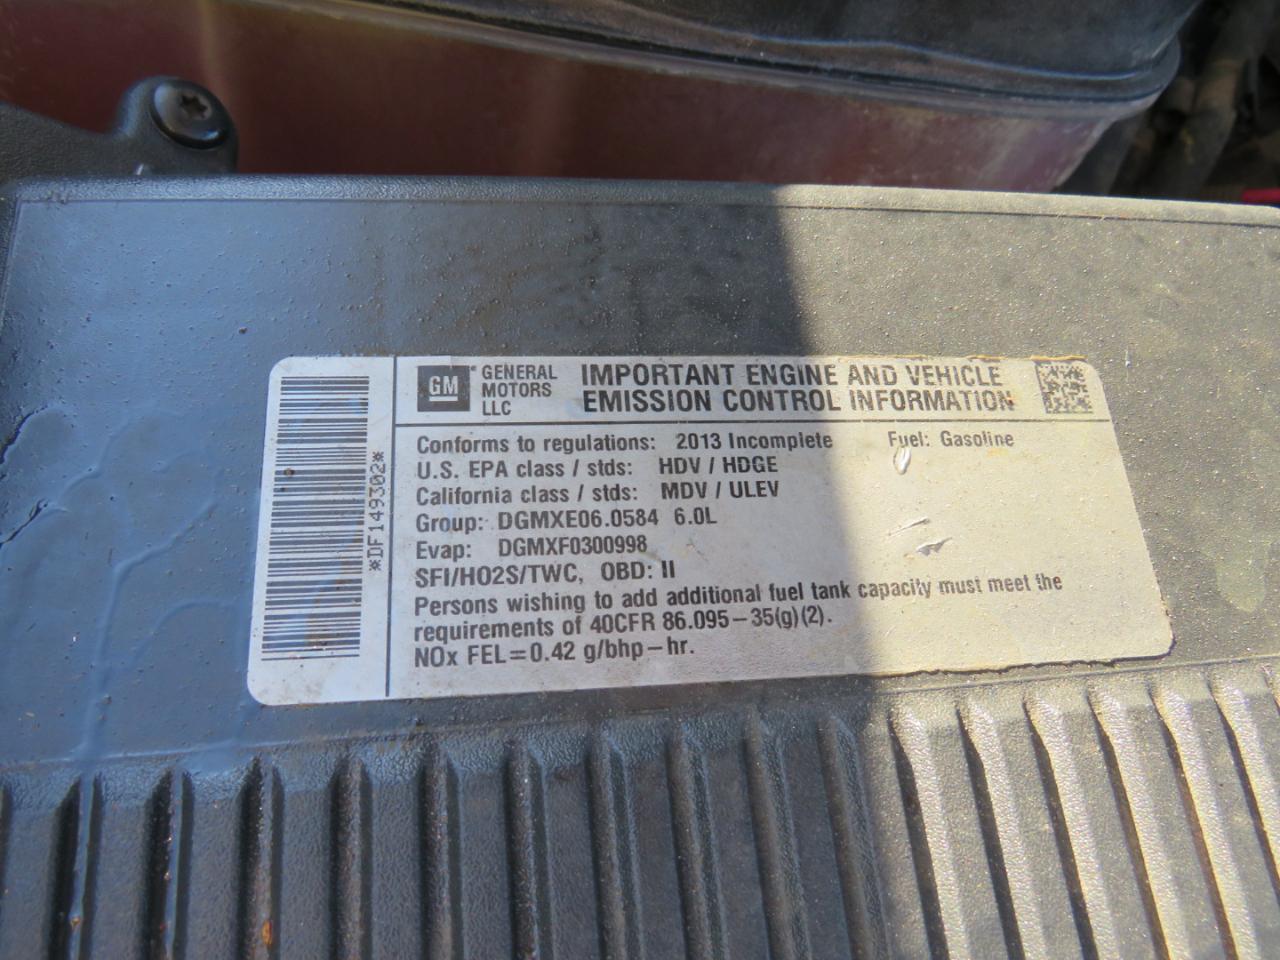 GM GENERAL MOTORS LLC
IMPORTANT ENGINE AND VEHICLE
EMISSION CONTROL INFORMATION
*DF149302*
Conforms to regulations: 2013 Incomplete Fuel: Gasoline
U.S. EPA class / stds: HDV / HDGE
California class / stds: MDV / ULEV
Group: DGMXE06.0584 6.0L
Evap: DGMXF0300998
SFI/HO2S/TWC, OBD: II
Persons wishing to add additional fuel tank capacity must meet the
requirements of 40CFR 86.095-35(g)(2).
NOx FEL=0.42 g/bhp-hr.